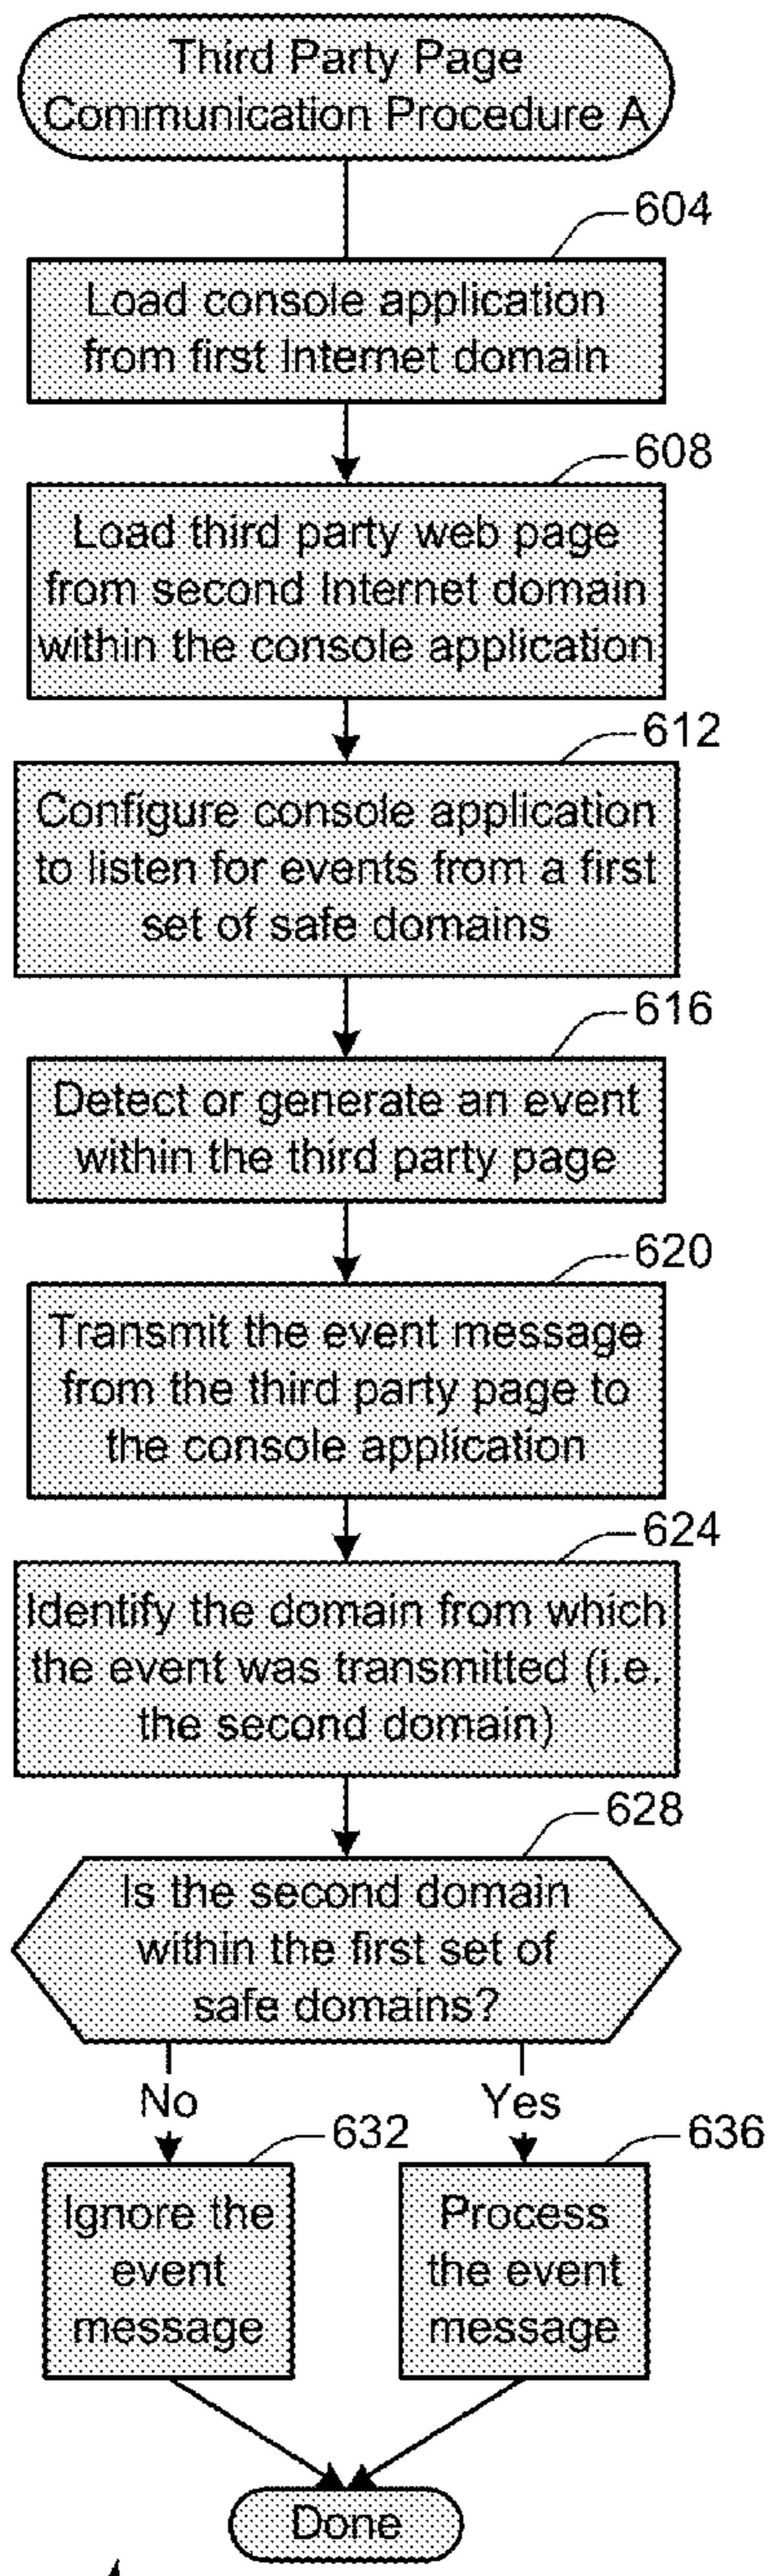 Third Party Page
Communication Procedure A
604
Load console application
from first Internet domain
608
Load third party web page
from second Internet domain
within the console application
612
Configure console application
to listen for events from a first
set of safe domains
616
Detect or generate an event
within the third party page
620
Transmit the event message
from the third party page to
the console application
624
Identify the domain from which
the event was transmitted (i.e.
the second domain)
628
Is the second domain
within the first set of
safe domains?
No
Yes
632
Ignore the
event
message
636
Process
the event
message
Done